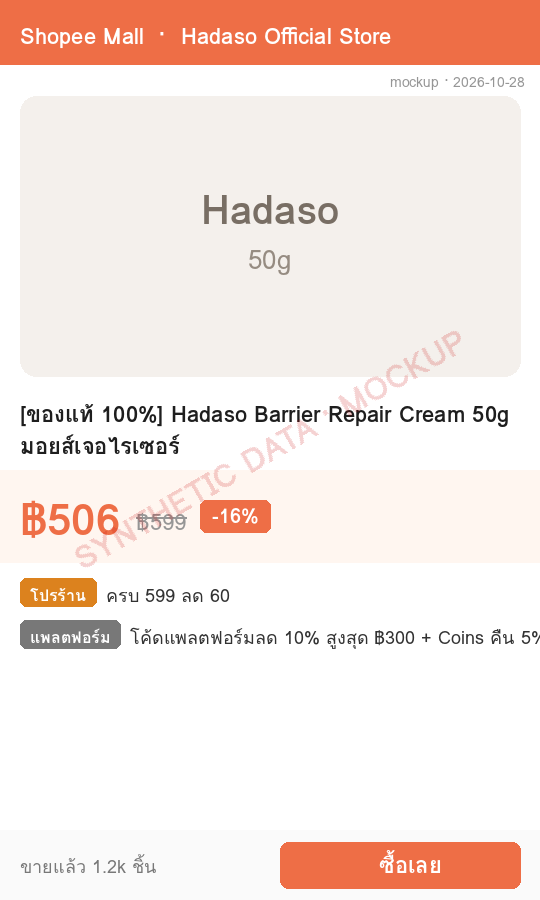 Shopee Mall · Hadaso Official Store
mockup · 2026-10-28
Hadaso
50g
[ของแท้ 100%] Hadaso Barrier Repair Cream 50g
มอยส์เจอไรเซอร์
฿506 ฿599 -16%
โปรร้าน ครบ 599 ลด 60
แพลตฟอร์ม โค้ดแพลตฟอร์มลด 10% สูงสุด ฿300 + Coins คืน 5%
SYNTHETIC DATA · MOCKUP
ขายแล้ว 1.2k ชิ้น
ซื้อเลย